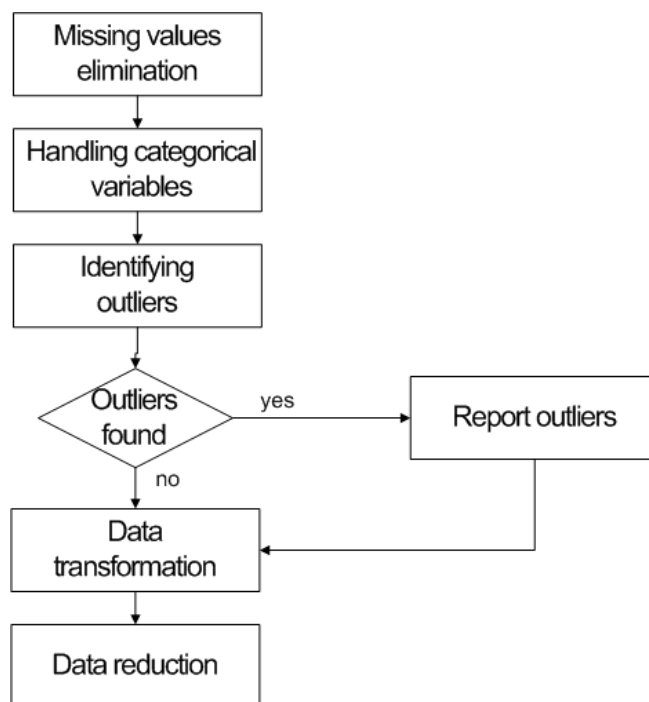 Missing values
elimination
Handling categorical
variables
Identifying
outliers
Outliers
found
yes
Report outliers
no
Data
transformation
Data reduction